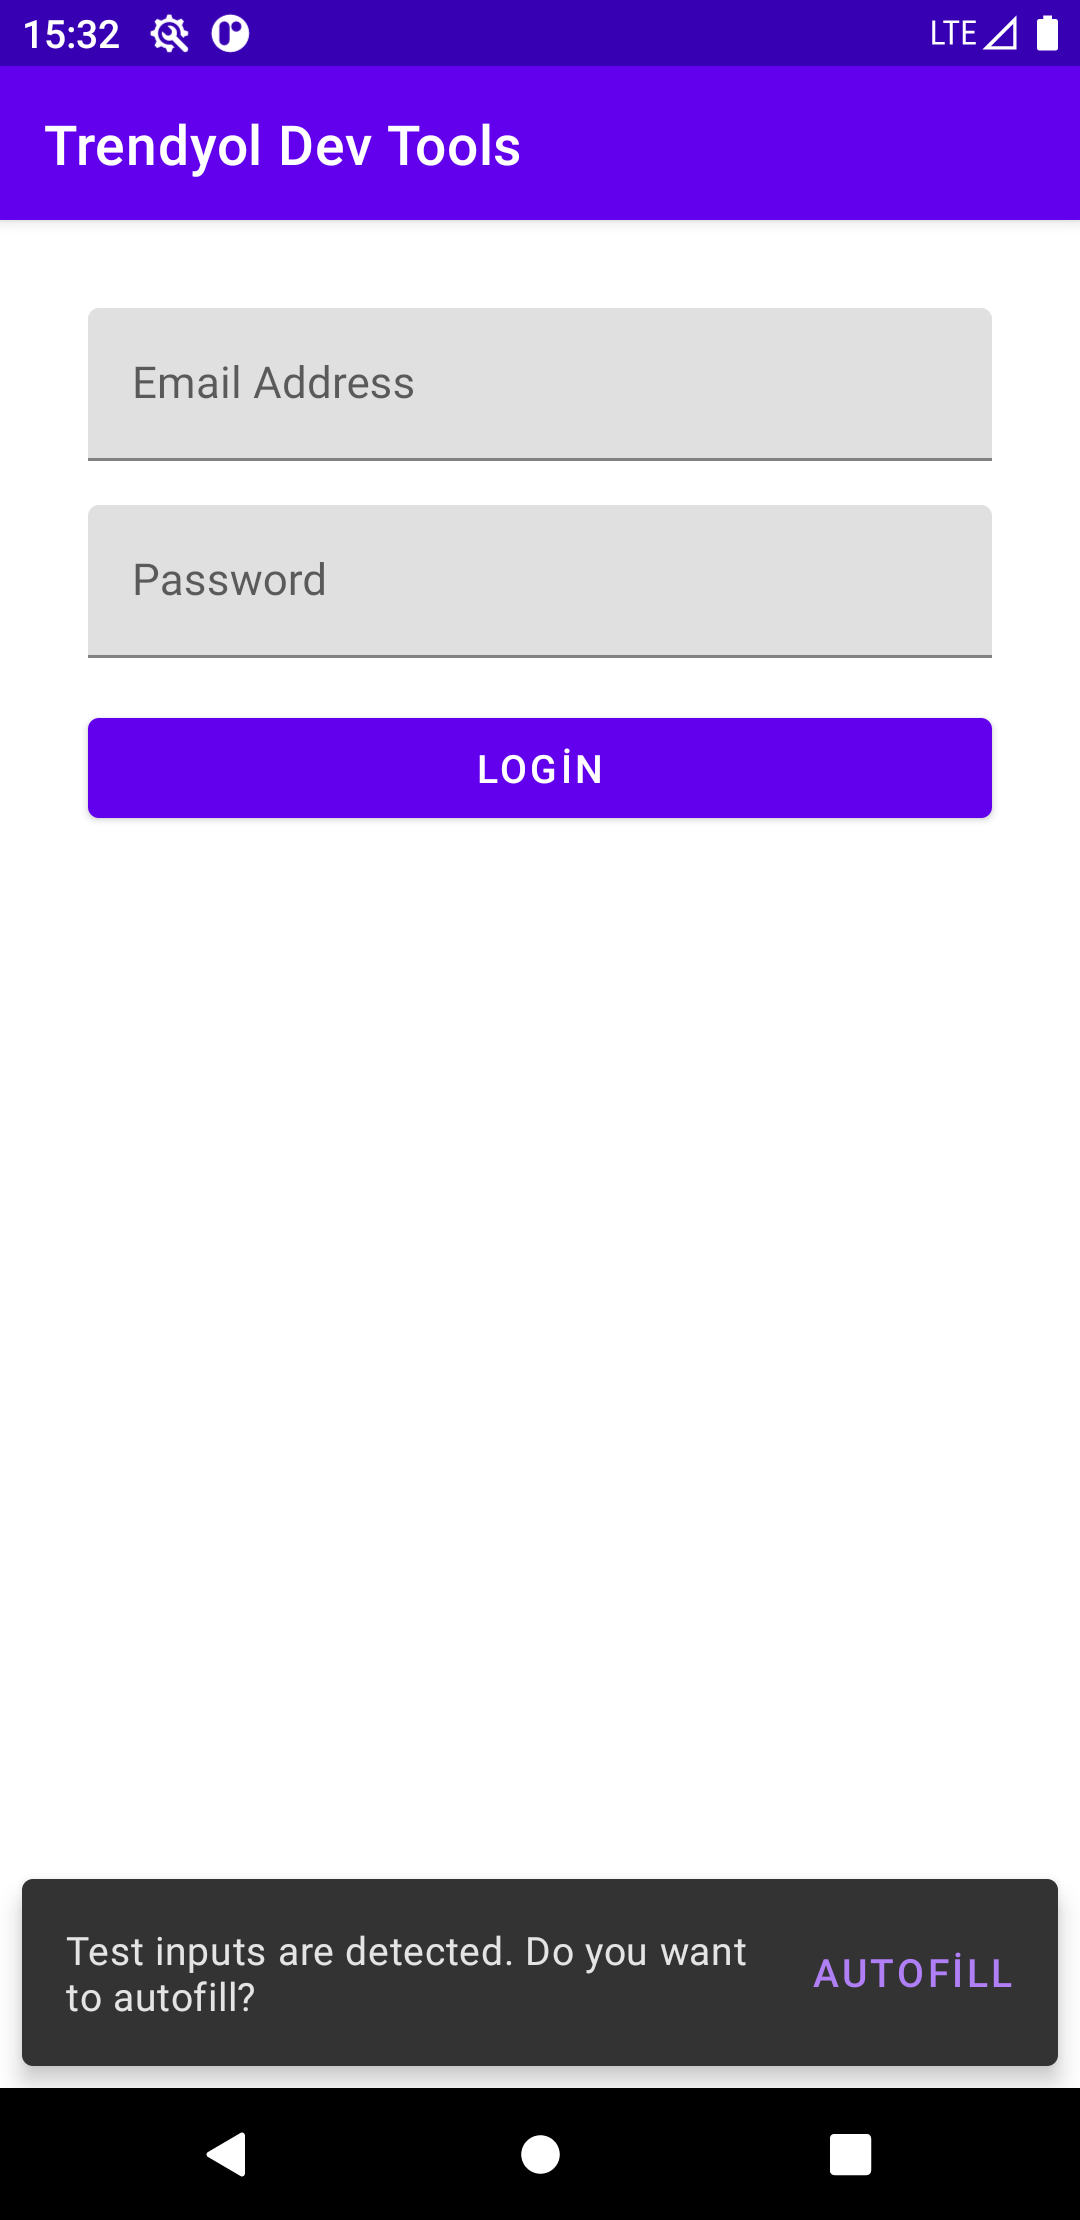 15:32 LTE
Trendyol Dev Tools
Email Address
Password
LOGİN
Test inputs are detected. Do you want
to autofill?
AUTOFİLL